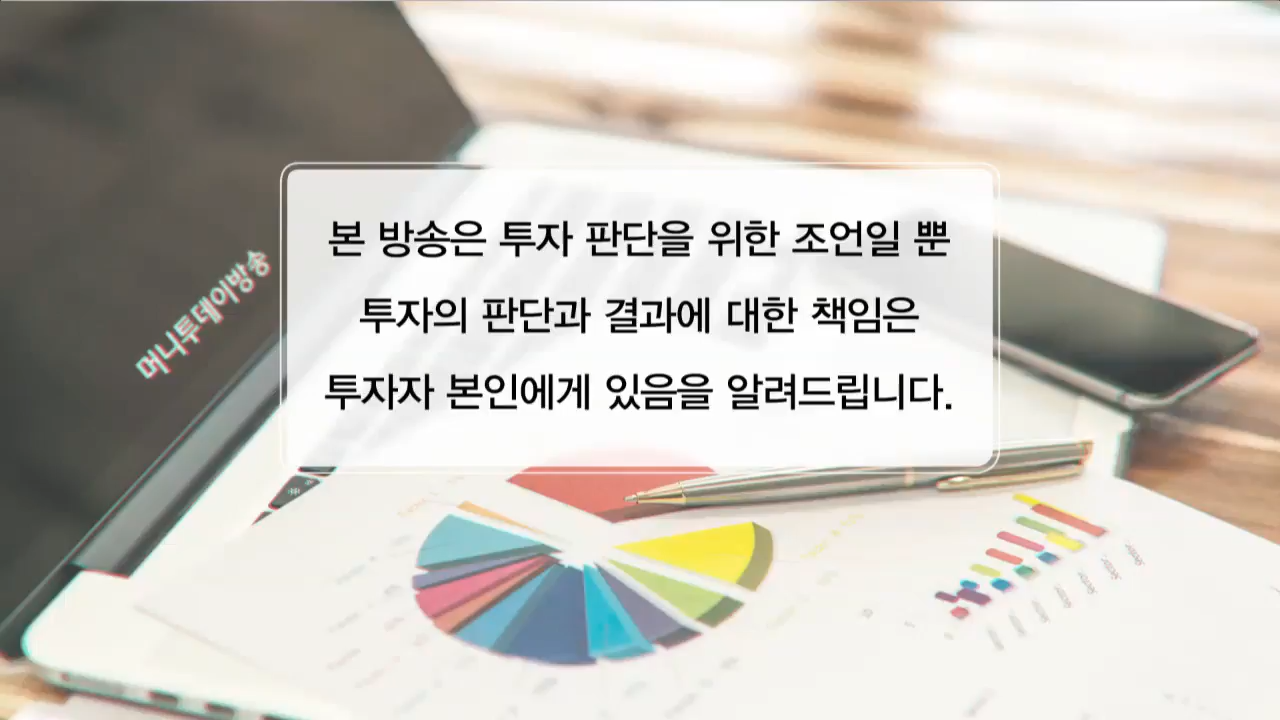 본 방송은 투자 판단을 위한 조언일 뿐
투자의 판단과 결과에 대한 책임은
투자자 본인에게 있음을 알려드립니다.
머니투데이방송